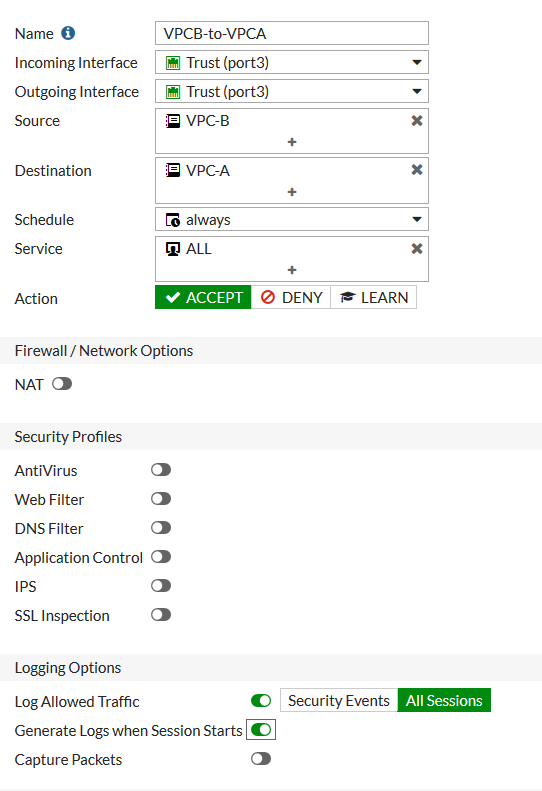 Name VPCB-to-VPCA
Incoming Interface Trust (port3)
Outgoing Interface Trust (port3)
Source VPC-B
+
Destination VPC-A
+
Schedule always
Service ALL
+
Action ACCEPT DENY LEARN
Firewall / Network Options
NAT
Security Profiles
AntiVirus
Web Filter
DNS Filter
Application Control
IPS
SSL Inspection
Logging Options
Log Allowed Traffic Security Events All Sessions
Generate Logs when Session Starts
Capture Packets